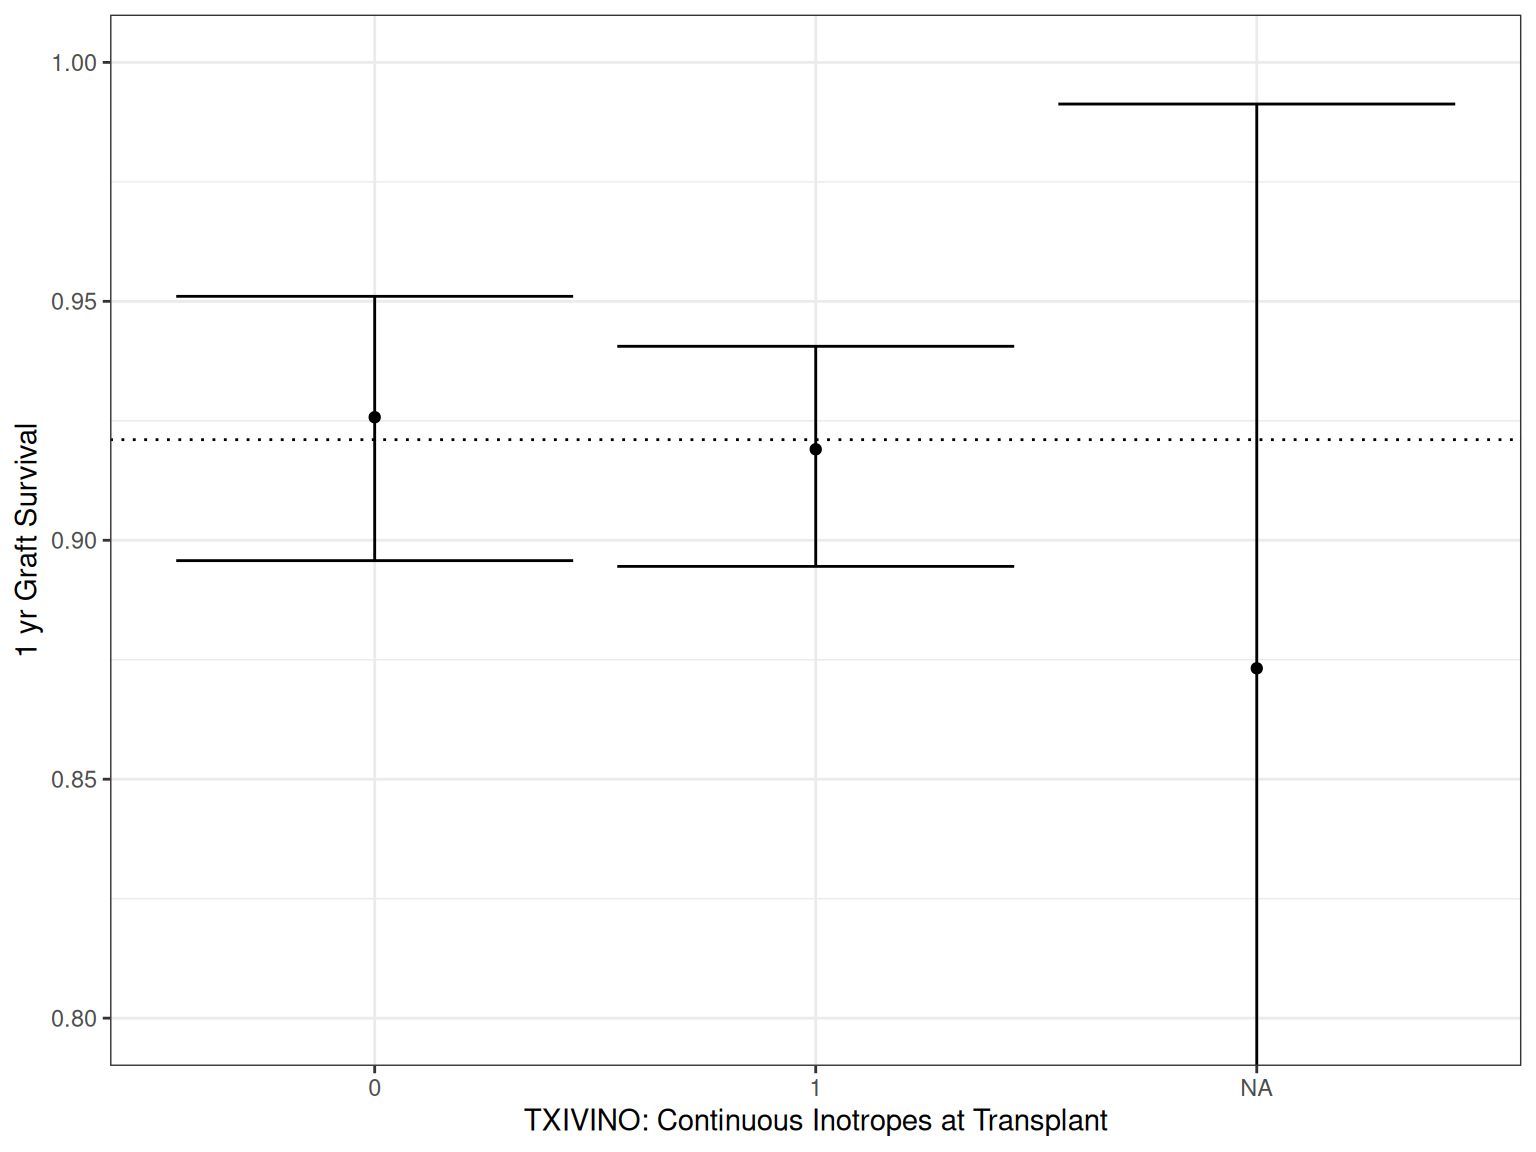 1.00
0.95
0.90
0.85
0.80
1 yr Graft Survival
0
1
NA
TXIVINO: Continuous Inotropes at Transplant